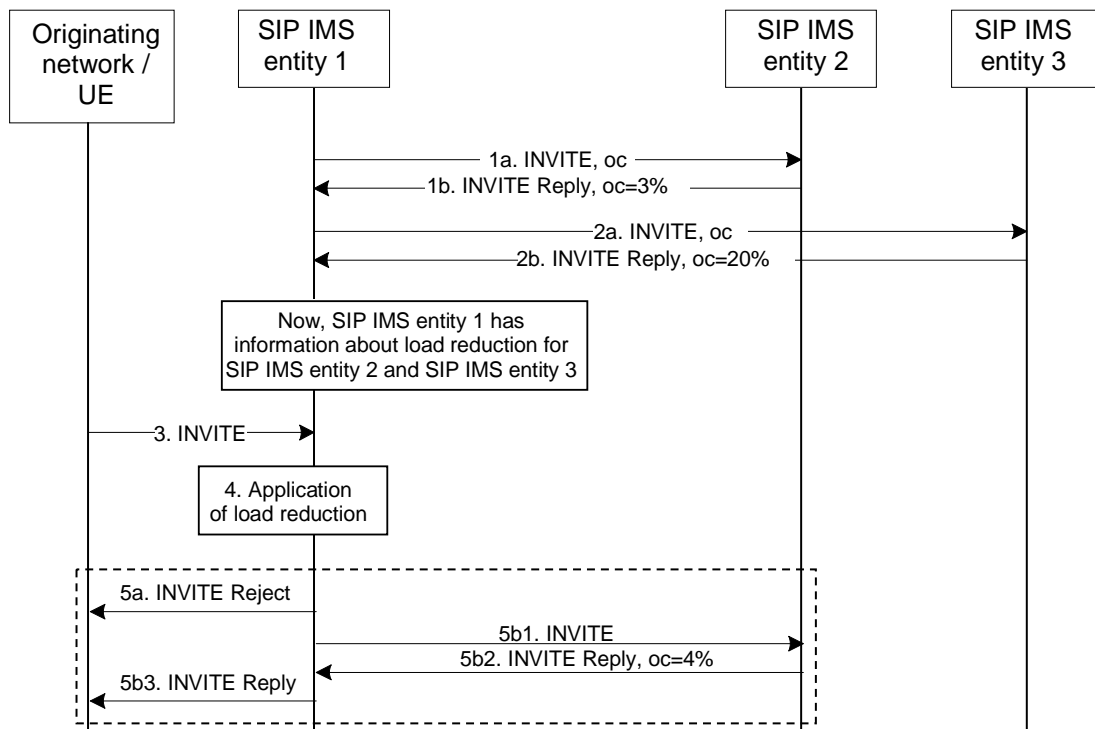 Originating
network /
UE
SIP IMS
entity 1
SIP IMS
entity 2
SIP IMS
entity 3
1a. INVITE, oc
1b. INVITE Reply, oc=3%
2a. INVITE, oc
2b. INVITE Reply, oc=20%
Now, SIP IMS entity 1 has
information about load reduction for
SIP IMS entity 2 and SIP IMS entity 3
3. INVITE
4. Application
of load reduction
5a. INVITE Reject
5b1. INVITE
5b2. INVITE Reply, oc=4%
5b3. INVITE Reply